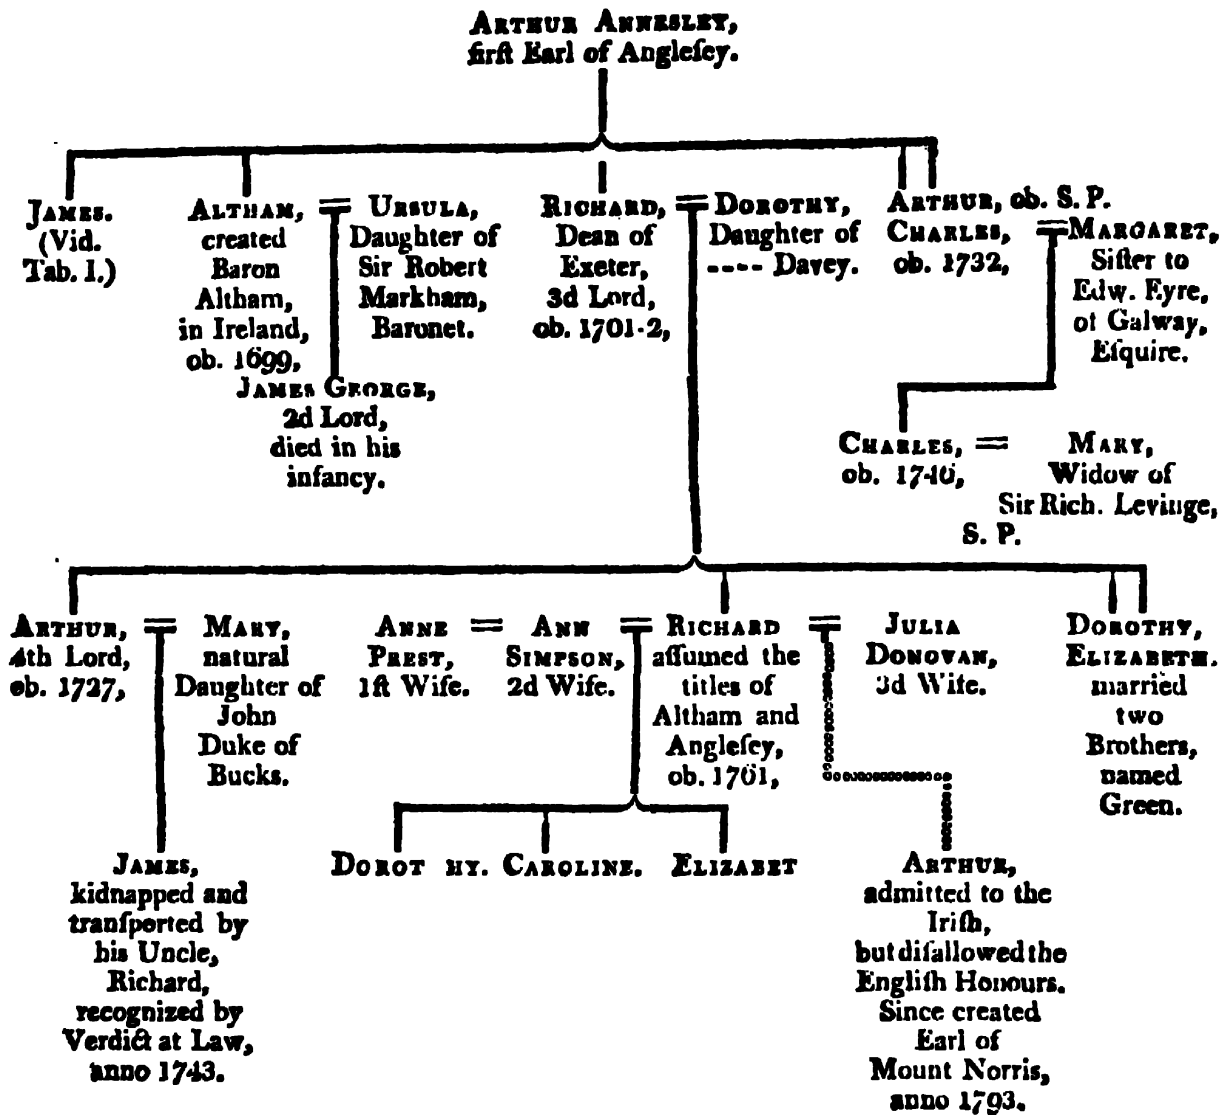 ARTHUR ANNESLEY,
firſt Earl of Angleſey.
JAMES.
(Vid.
Tab. I.)
ALTHAM,
created
Baron
Altham,
in Ireland,
ob. 1699,
=
URSULA,
Daughter of
Sir Robert
Markham,
Baronet.
JAMES GEORGE,
2d Lord,
died in his
infancy.
RICHARD,
Dean of
Exeter,
3d Lord,
ob. 1701-2,
=
DOROTHY,
Daughter of
---- Davey.
ARTHUR, ob. S. P.
CHARLES,
ob. 1732,
=
MARGARET,
Siſter to
Edw. Eyre,
of Galway,
Eſquire.
CHARLES,
ob. 1740,
=
MARY,
Widow of
Sir Rich. Levinge,
S. P.
ARTHUR,
4th Lord,
ob. 1727,
=
MARY,
natural
Daughter of
John
Duke of
Bucks.
ANNE
PREST,
1ſt Wife.
=
ANN
SIMPSON,
2d Wife.
=
RICHARD
aſſumed the
titles of
Altham and
Angleſey,
ob. 1761,
=
JULIA
DONOVAN,
3d Wife.
DOROTHY,
ELIZABETH.
married
two
Brothers,
named
Green.
JAMES,
kidnapped and
tranſported by
his Uncle,
Richard,
recognized by
Verdict at Law,
anno 1743.
DOROT HY. CAROLINE. ELIZABET
ARTHUR,
admitted to the
Iriſh,
but diſallowed the
Engliſh Honours.
Since created
Earl of
Mount Norris,
anno 1793.